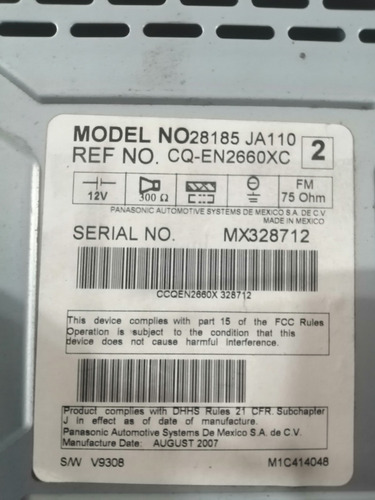 MODEL NO28185 JA110
REF NO. CQ-EN2660XC
2
12V
300 Ω
FM
75 Ohm
PANASONIC AUTOMOTIVE SYSTEMS DE MEXICO S.A. DE C.V.
MADE IN MEXICO
SERIAL NO. MX328712
CCQEN2660X 328712
This device complies with part 15 of the FCC Rules
Operation is subject to the condition that this
device does not cause harmful interference.
Product complies with DHHS Rules 21 CFR. Subchapter
J in effect as of date of manufacture.
Panasonic Automotive Systems De Mexico S.A. de C.V.
Manufacture Date: AUGUST 2007
S/W V9308 M1C414048